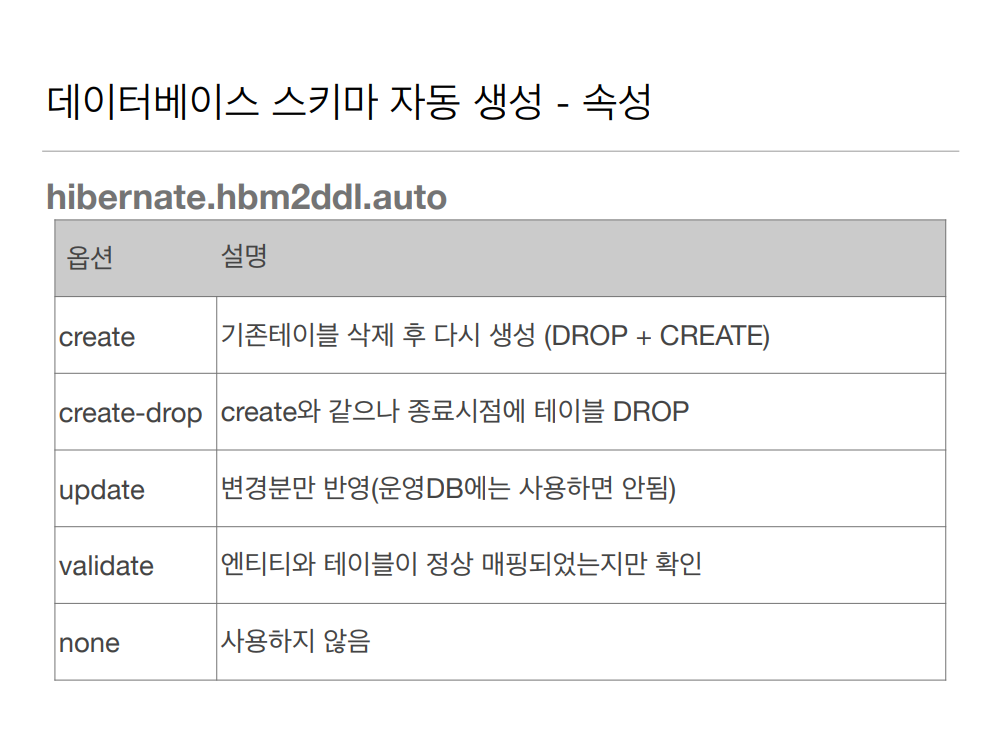 데이터베이스 스키마 자동 생성 - 속성
hibernate.hbm2ddl.auto
옵션 설명
create 기존테이블 삭제 후 다시 생성 (DROP + CREATE)
create-drop create와 같으나 종료시점에 테이블 DROP
update 변경분만 반영(운영DB에는 사용하면 안됨)
validate 엔티티와 테이블이 정상 매핑되었는지만 확인
none 사용하지 않음